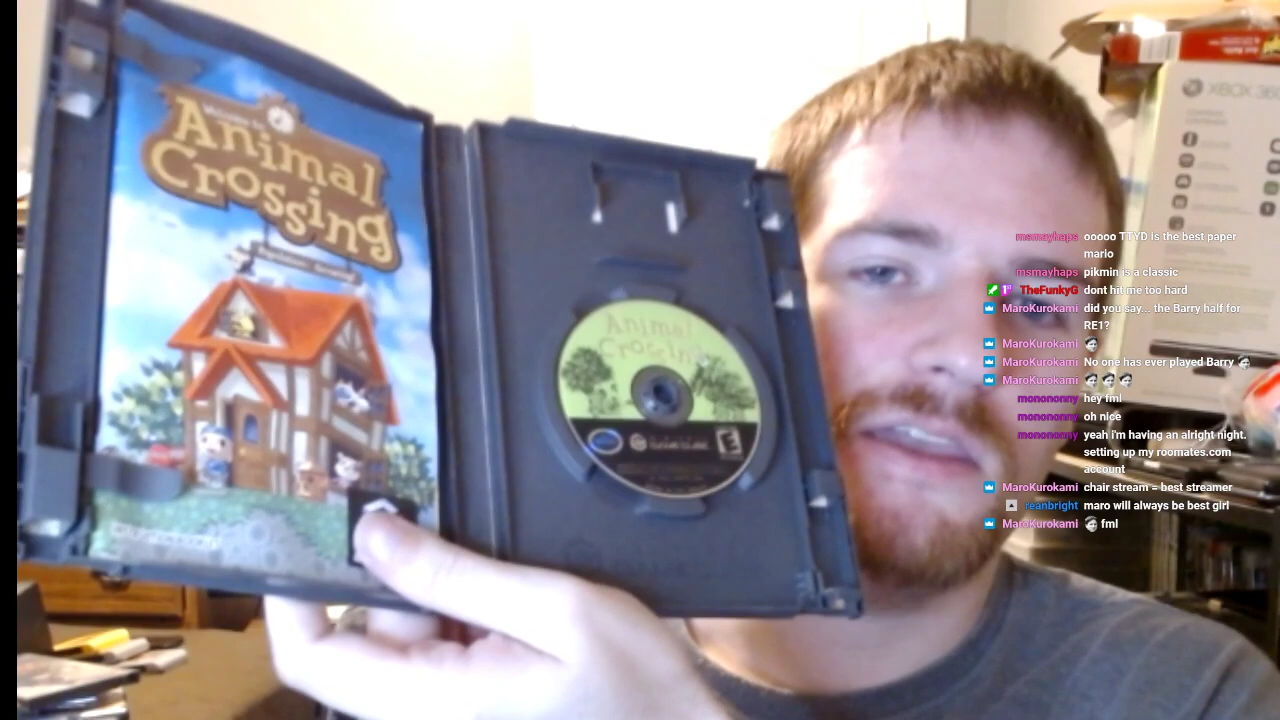 Animal
Crossing
Animal
Crossing
E
XBOX 360
msmayhaps ooooo TTYD is the best paper
mario
msmayhaps pikmin is a classic
TheFunkyG dont hit me too hard
MaroKurokami did you say... the Barry half for
RE1?
MaroKurokami
MaroKurokami No one has ever played Barry
MaroKurokami
monononny hey fml
monononny oh nice
monononny yeah i'm having an alright night.
setting up my roomates.com
account
MaroKurokami chair stream = best streamer
reanbright maro will always be best girl
MaroKurokami fml